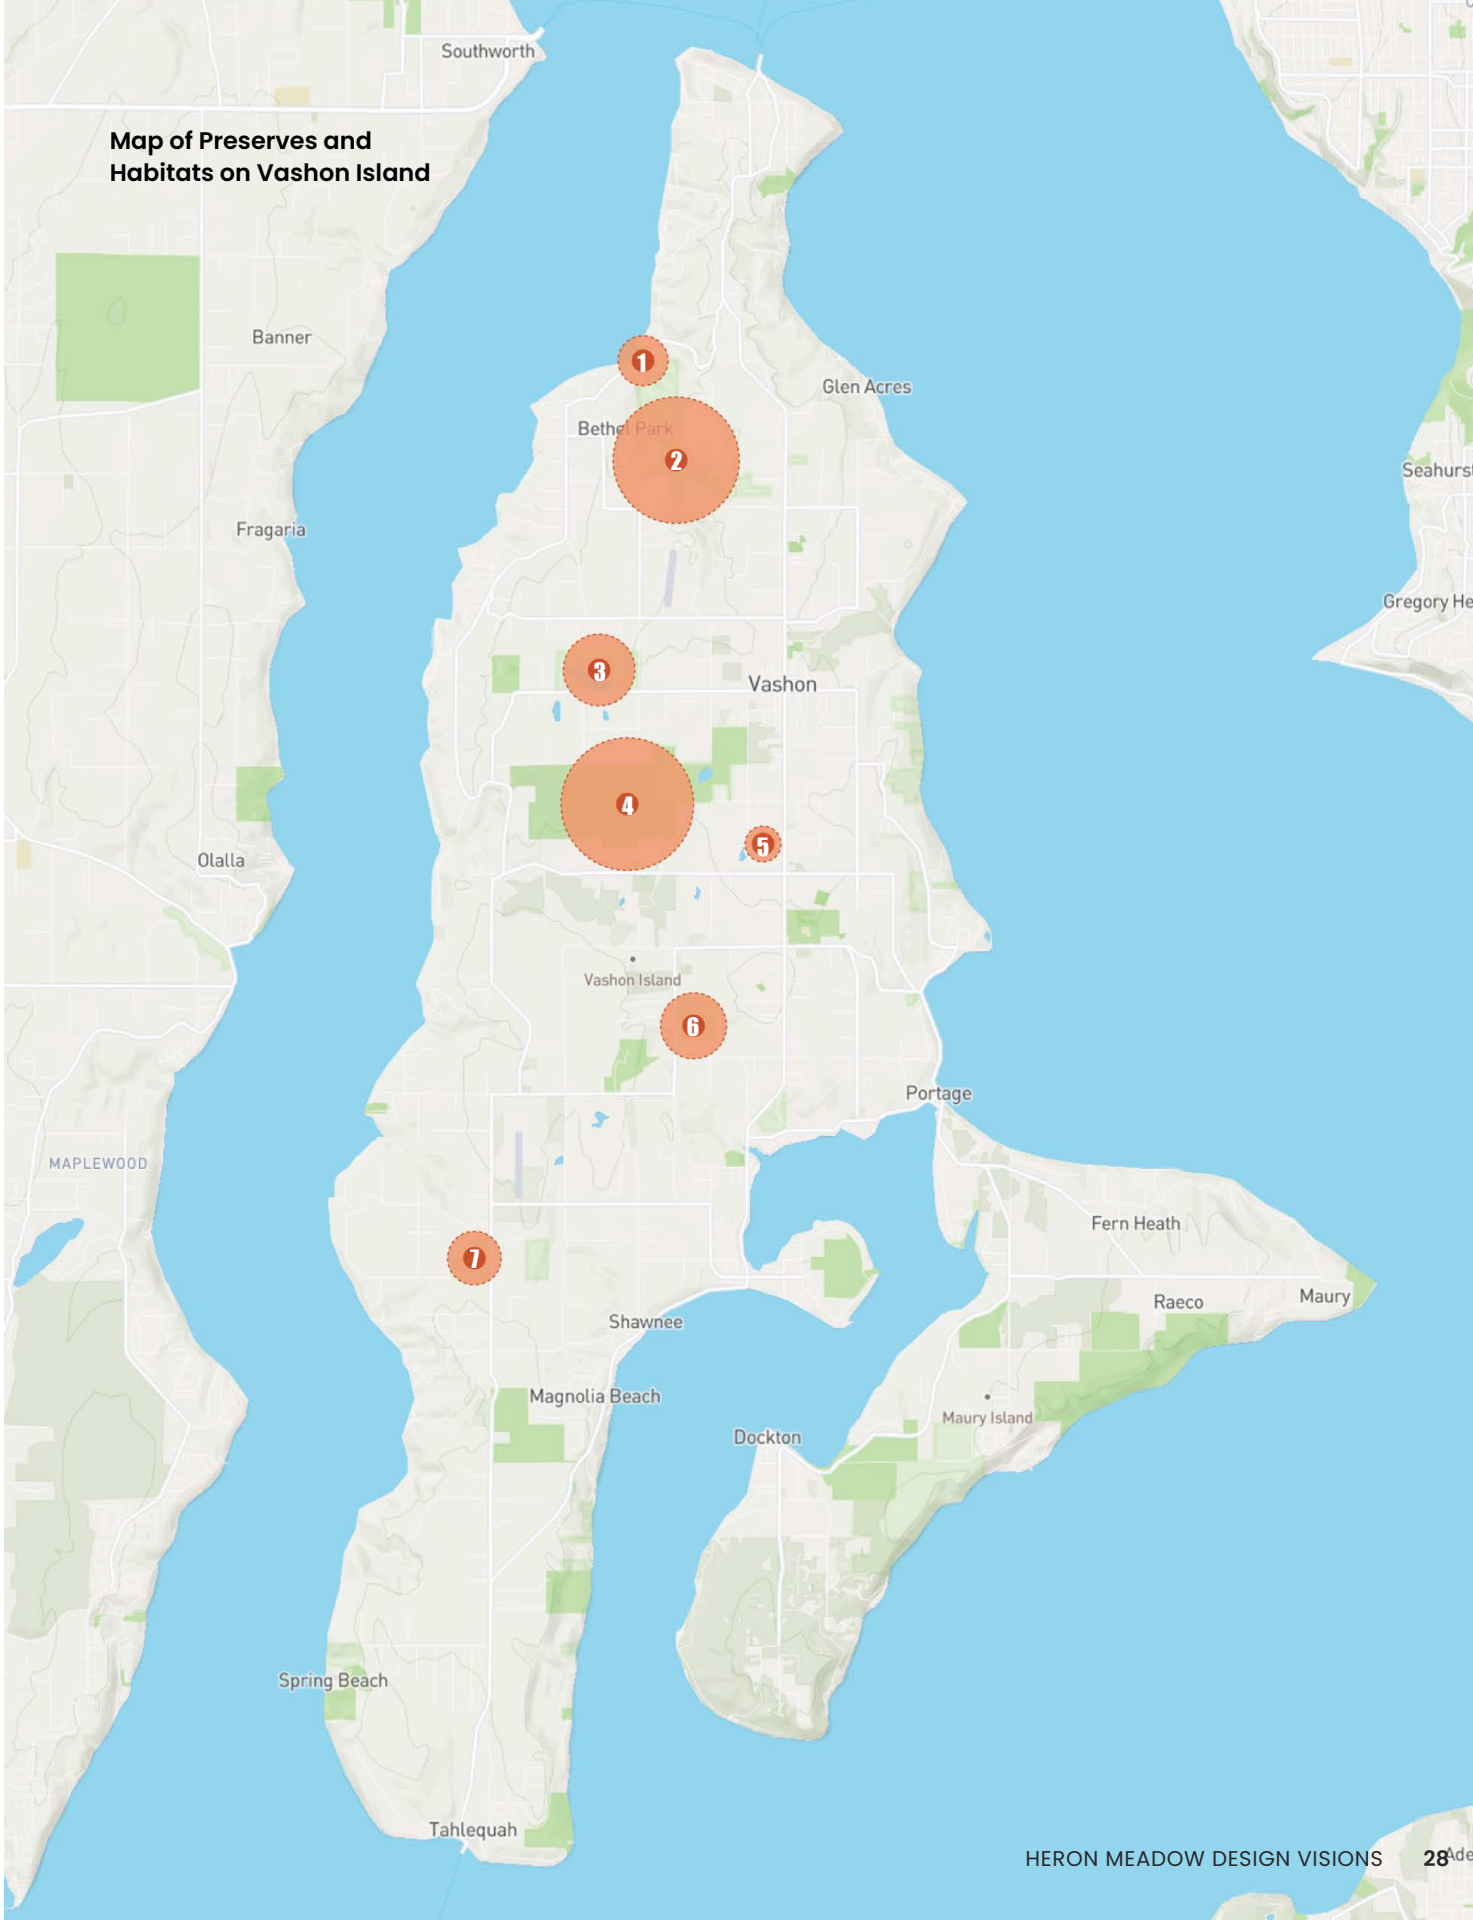 Southworth
Map of Preserves and
Habitats on Vashon Island
Banner
1
Glen Acres
Bethel Park
2
Seahurst
Fragaria
Gregory He
3
Vashon
4
5
Olalla
Vashon Island
6
Portage
MAPLEWOOD
Fern Heath
7
Maury
Raeco
Shawnee
Magnolia Beach
Maury Island
Dockton
Spring Beach
Tahlequah
HERON MEADOW DESIGN VISIONS 28
Ade